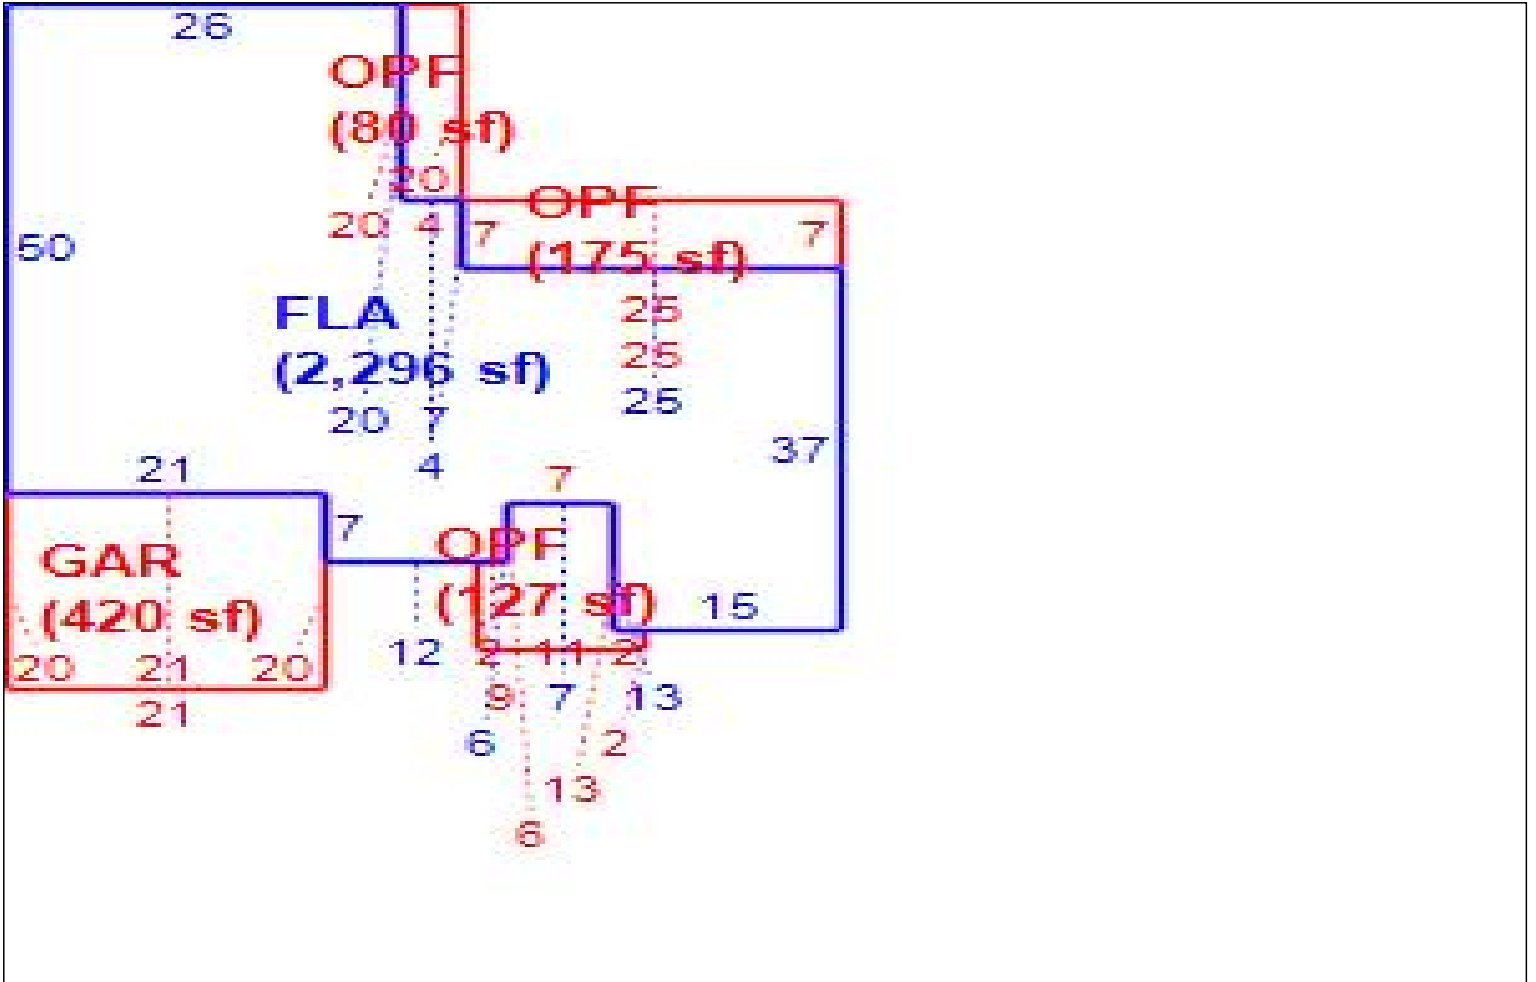 26
OPF
(80 sf)
20
20 4 7
OPF 7
(175 sf)
50
25
FLA
(2,296 sf)
25
25
20 7
4
37
21
7
7
OPF
(127 sf)
GAR
(420 sf)
15
20 21 20
12 2 11 2
21
9 7 13
6 2
13
6